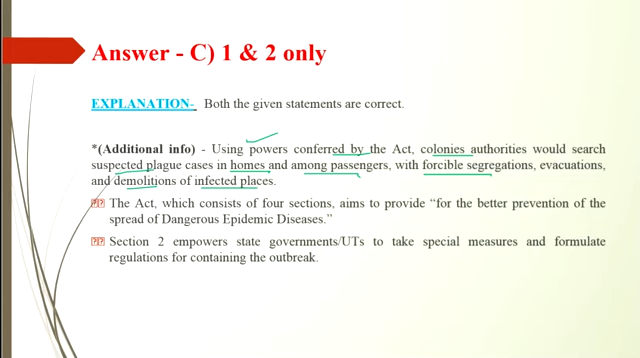 Answer - C) 1 & 2 only
EXPLANATION- Both the given statements are correct.
*(Additional info) - Using powers conferred by the Act, colonies authorities would search
suspected plague cases in homes and among passengers, with forcible segregations, evacuations,
and demolitions of infected places.
The Act, which consists of four sections, aims to provide “for the better prevention of the
spread of Dangerous Epidemic Diseases.”
Section 2 empowers state governments/UTs to take special measures and formulate
regulations for containing the outbreak.